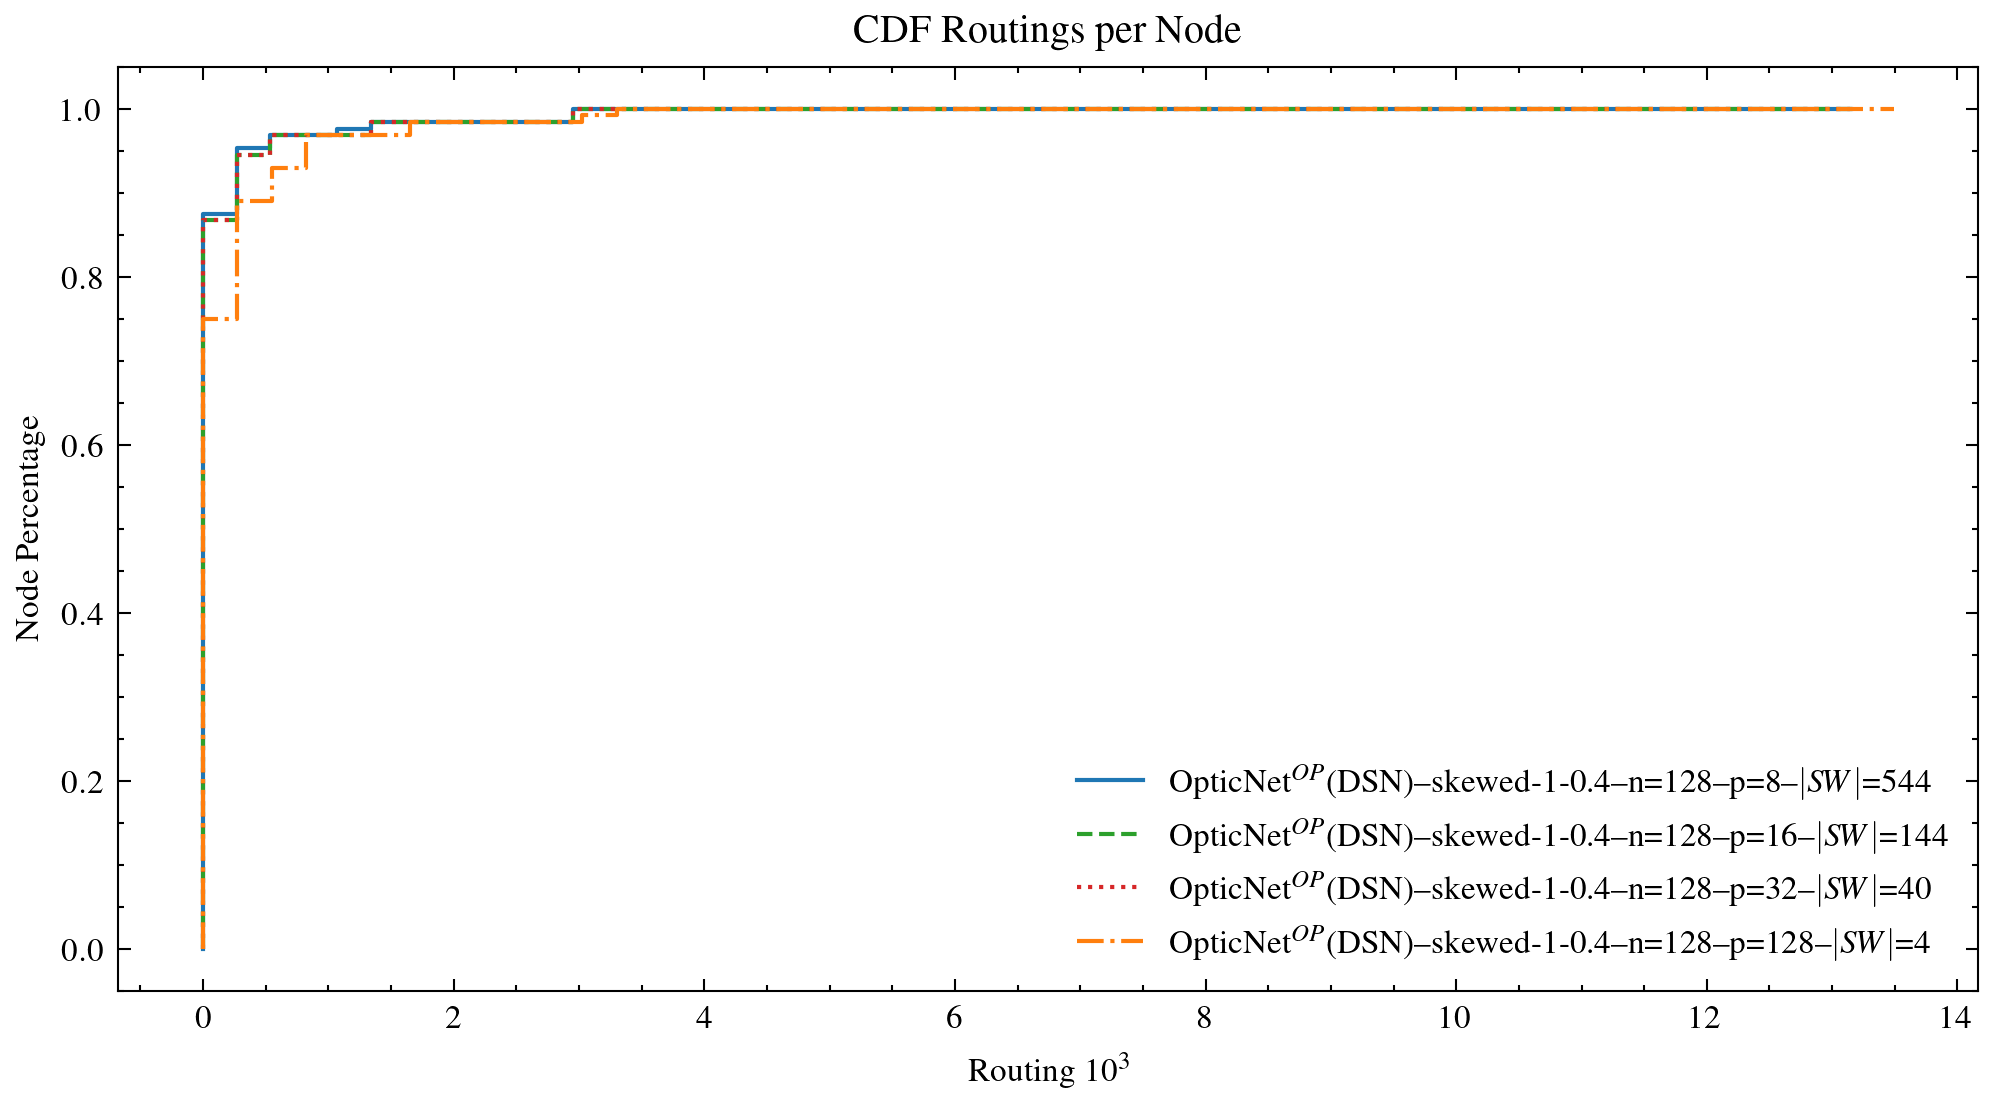 CDF Routings per Node
1.0
0.8
0.6
0.4
0.2
0.0
Node Percentage
OpticNet^OP(DSN)–skewed-1-0.4–n=128–p=8–|SW|=544
OpticNet^OP(DSN)–skewed-1-0.4–n=128–p=16–|SW|=144
OpticNet^OP(DSN)–skewed-1-0.4–n=128–p=32–|SW|=40
OpticNet^OP(DSN)–skewed-1-0.4–n=128–p=128–|SW|=4
0 2 4 6 8 10 12 14
Routing 10^3